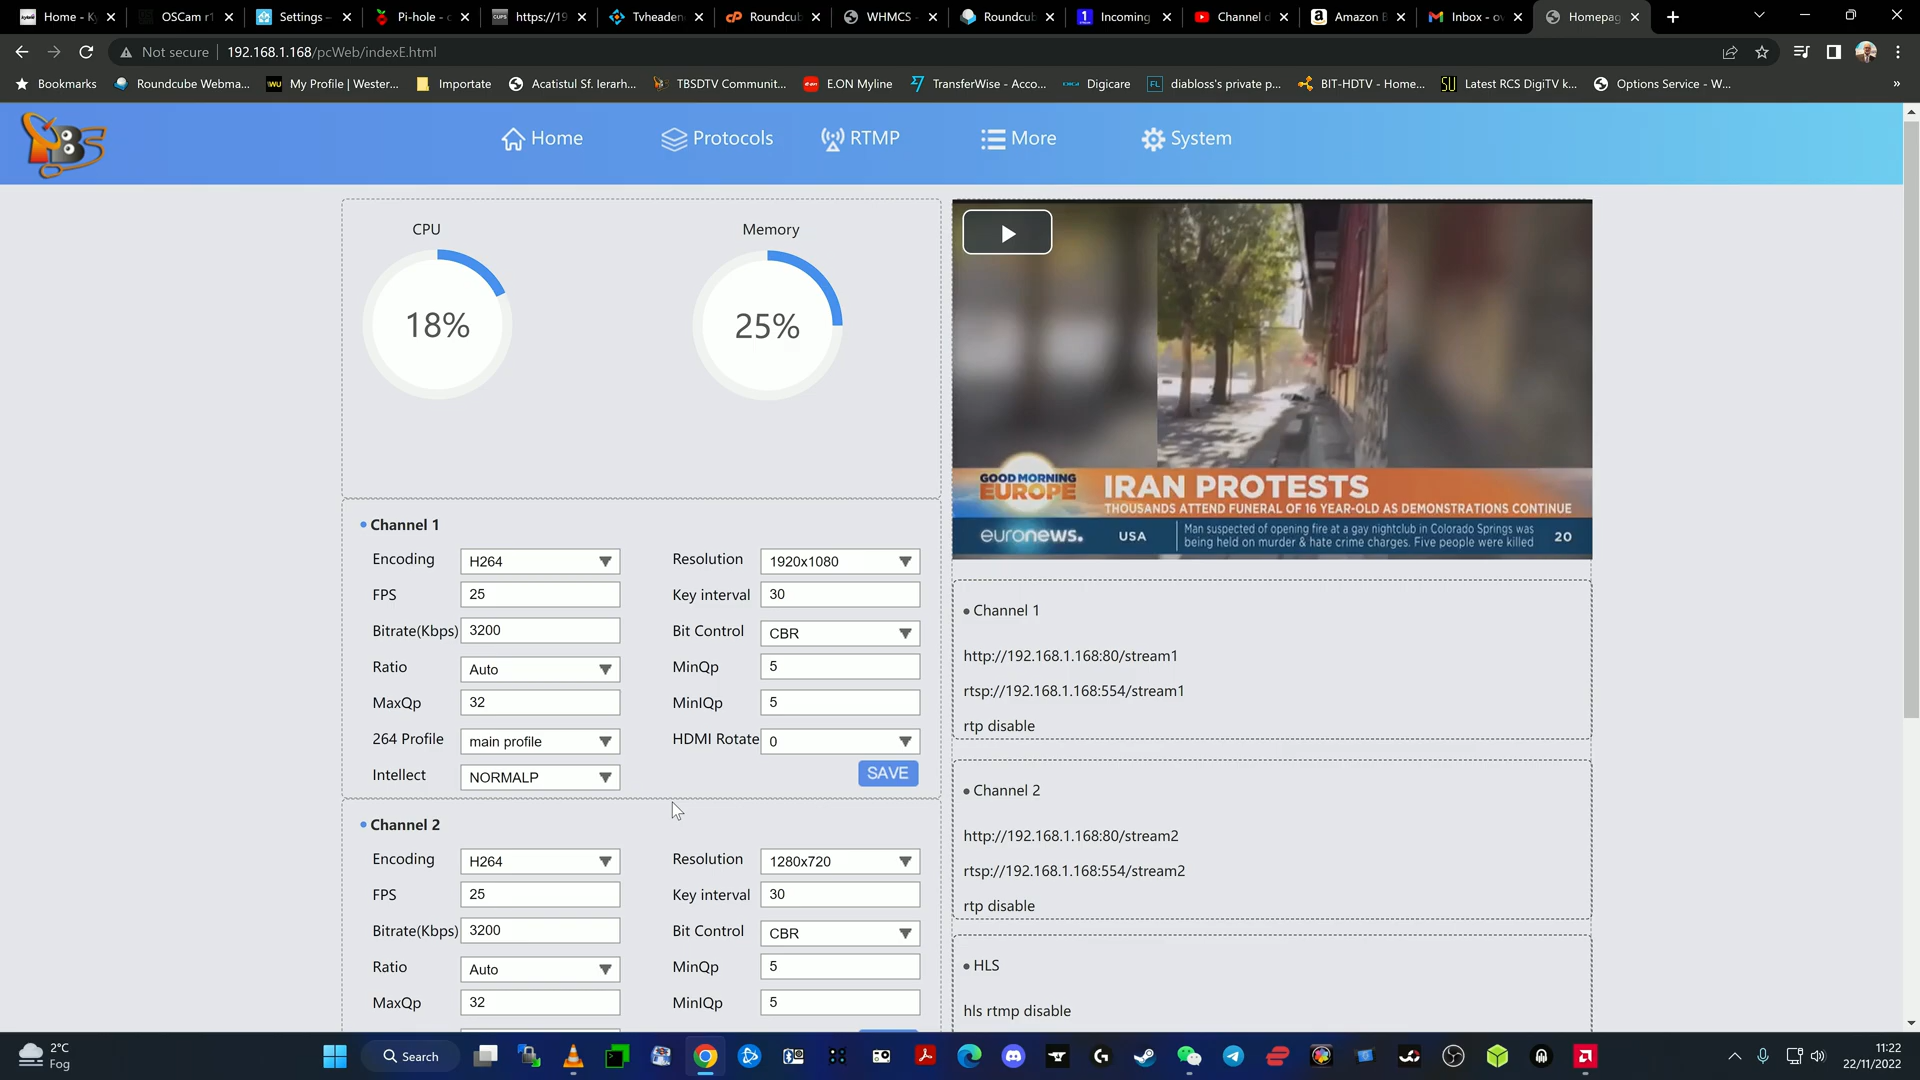 Home - Ky
OSCam r1
Settings –
Pi-hole - c
CUPS
https://19
Tvheaden
Roundcub
WHMCS -
Roundcub
Incoming
Channel d
Amazon E
Inbox - ov
Homepag
Not secure
192.168.1.168/pcWeb/indexE.html
Bookmarks
Roundcube Webma...
My Profile | Wester...
Importate
Acatistul Sf. Ierarh...
TBSDTV Communit...
E.ON Myline
TransferWise - Acco...
Digicare
diabloss's private p...
BIT-HDTV - Home...
Latest RCS DigiTV k...
Options Service - W...
»
Home
Protocols
RTMP
More
System
CPU
18%
Memory
25%
GOOD MORNING
EUROPE
IRAN PROTESTS
THOUSANDS ATTEND FUNERAL OF 16 YEAR-OLD AS DEMONSTRATIONS CONTINUE
euronews.
USA
Man suspected of opening fire at a gay nightclub in Colorado Springs was
being held on murder & hate crime charges. Five people were killed
20
Channel 1
Encoding H264 Resolution 1920x1080
FPS 25 Key interval 30
Bitrate(Kbps) 3200 Bit Control CBR
Ratio Auto MinQp 5
MaxQp 32 MinIQp 5
264 Profile main profile HDMI Rotate 0
Intellect NORMALP
SAVE
Channel 2
Encoding H264 Resolution 1280x720
FPS 25 Key interval 30
Bitrate(Kbps) 3200 Bit Control CBR
Ratio Auto MinQp 5
MaxQp 32 MinIQp 5
Channel 1
http://192.168.1.168:80/stream1
rtsp://192.168.1.168:554/stream1
rtp disable
Channel 2
http://192.168.1.168:80/stream2
rtsp://192.168.1.168:554/stream2
rtp disable
HLS
hls rtmp disable
2°C
Fog
Search
11:22
22/11/2022